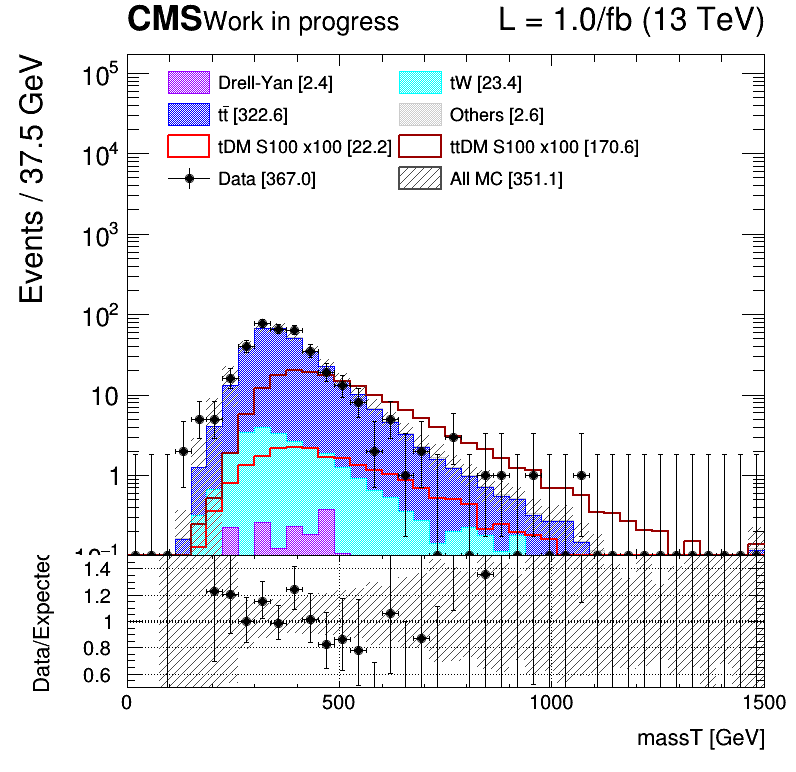 CMS Work in progress L = 1.0/fb (13 TeV)
Events / 37.5 GeV
10⁵
10⁴
10³
10²
10
1
10⁻¹
Drell-Yan [2.4] tW [23.4]
tt̄ [322.6] Others [2.6]
tDM S100 x100 [22.2] ttDM S100 x100 [170.6]
Data [367.0] All MC [351.1]
Data/Expected
1.4
1.2
1
0.8
0.6
0 500 1000 1500
massT [GeV]